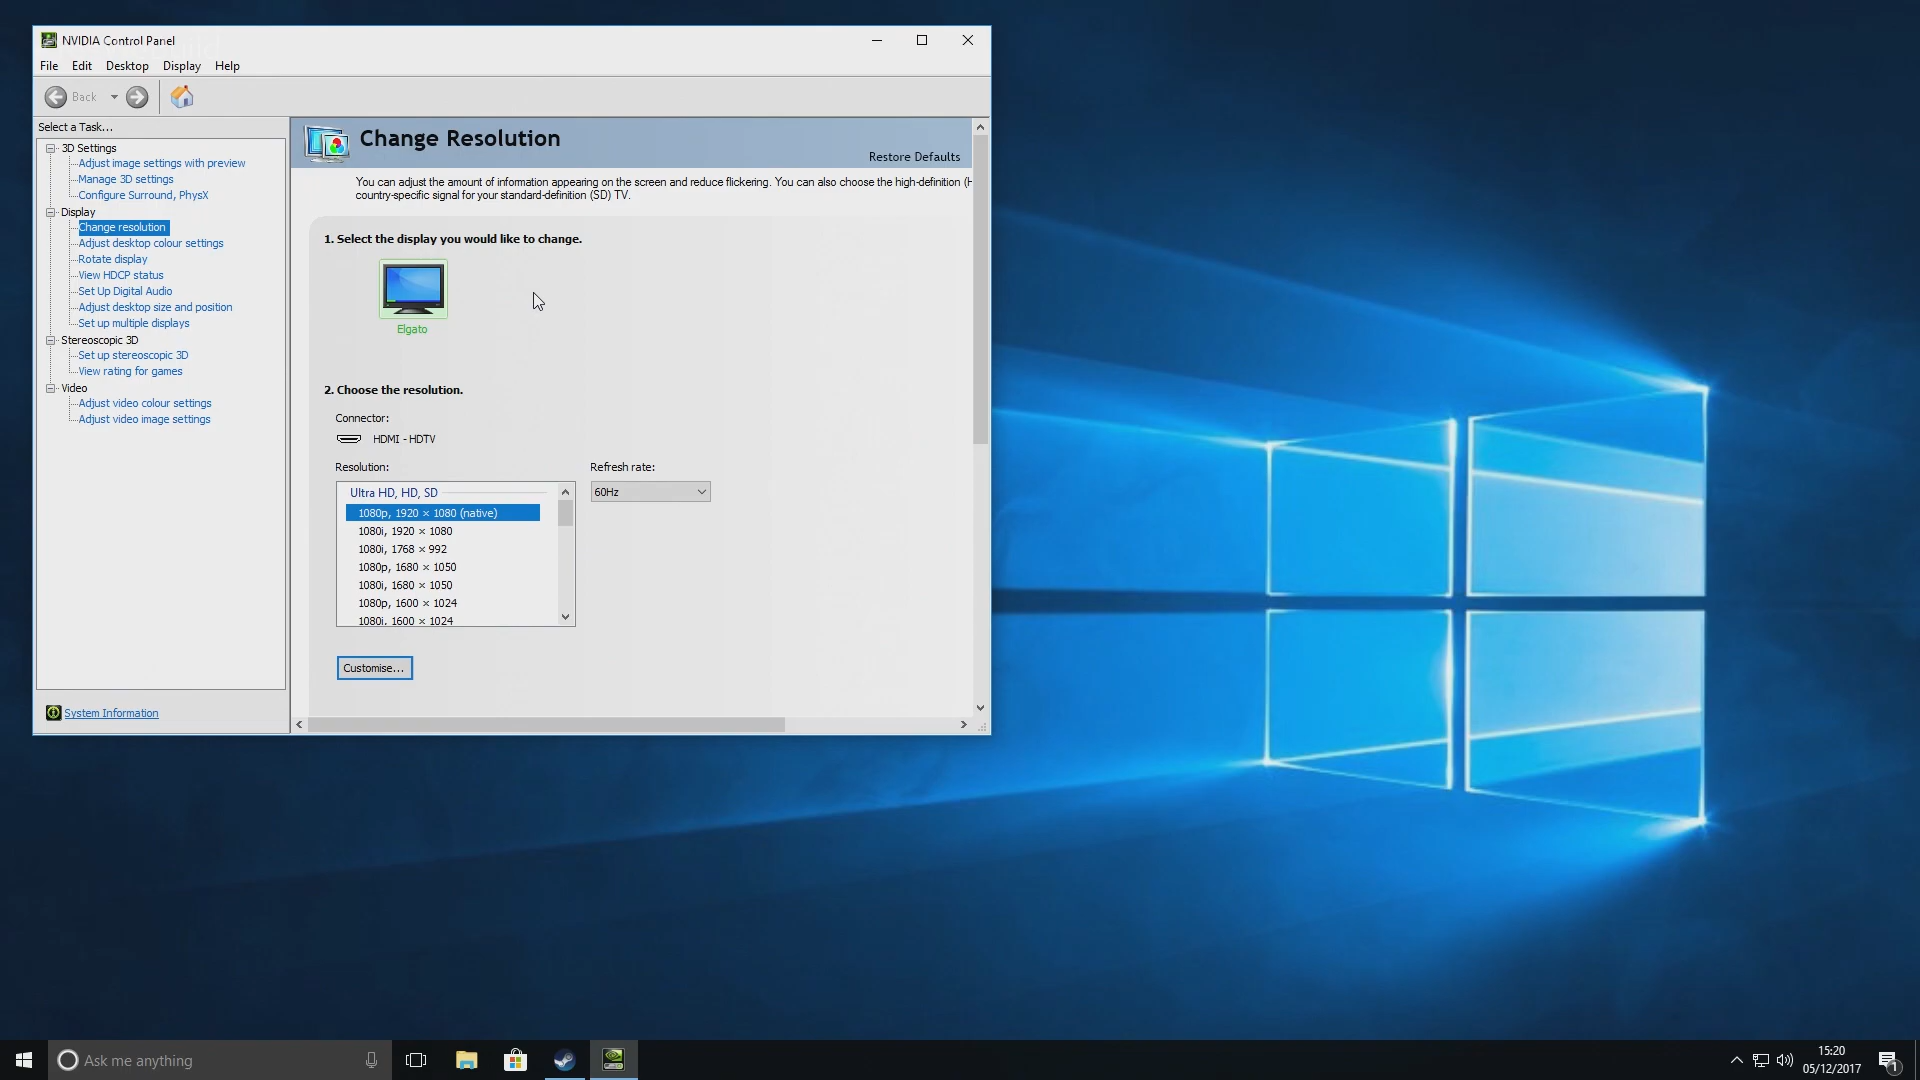 NVIDIA Control Panel
File Edit Desktop Display Help
Back
Select a Task...
3D Settings
Adjust image settings with preview
Manage 3D settings
Configure Surround, PhysX
Display
Change resolution
Adjust desktop colour settings
Rotate display
View HDCP status
Set Up Digital Audio
Adjust desktop size and position
Set up multiple displays
Stereoscopic 3D
Set up stereoscopic 3D
View rating for games
Video
Adjust video colour settings
Adjust video image settings
System Information
Change Resolution
Restore Defaults
You can adjust the amount of information appearing on the screen and reduce flickering. You can also choose the high-definition (H
country-specific signal for your standard-definition (SD) TV.
1. Select the display you would like to change.
Elgato
2. Choose the resolution.
Connector:
HDMI - HDTV
Resolution:
Refresh rate:
Ultra HD, HD, SD
60Hz
1080p, 1920 × 1080 (native)
1080i, 1920 × 1080
1080i, 1768 × 992
1080p, 1680 × 1050
1080i, 1680 × 1050
1080p, 1600 × 1024
1080i, 1600 × 1024
Customise...
Ask me anything
15:20
05/12/2017
1